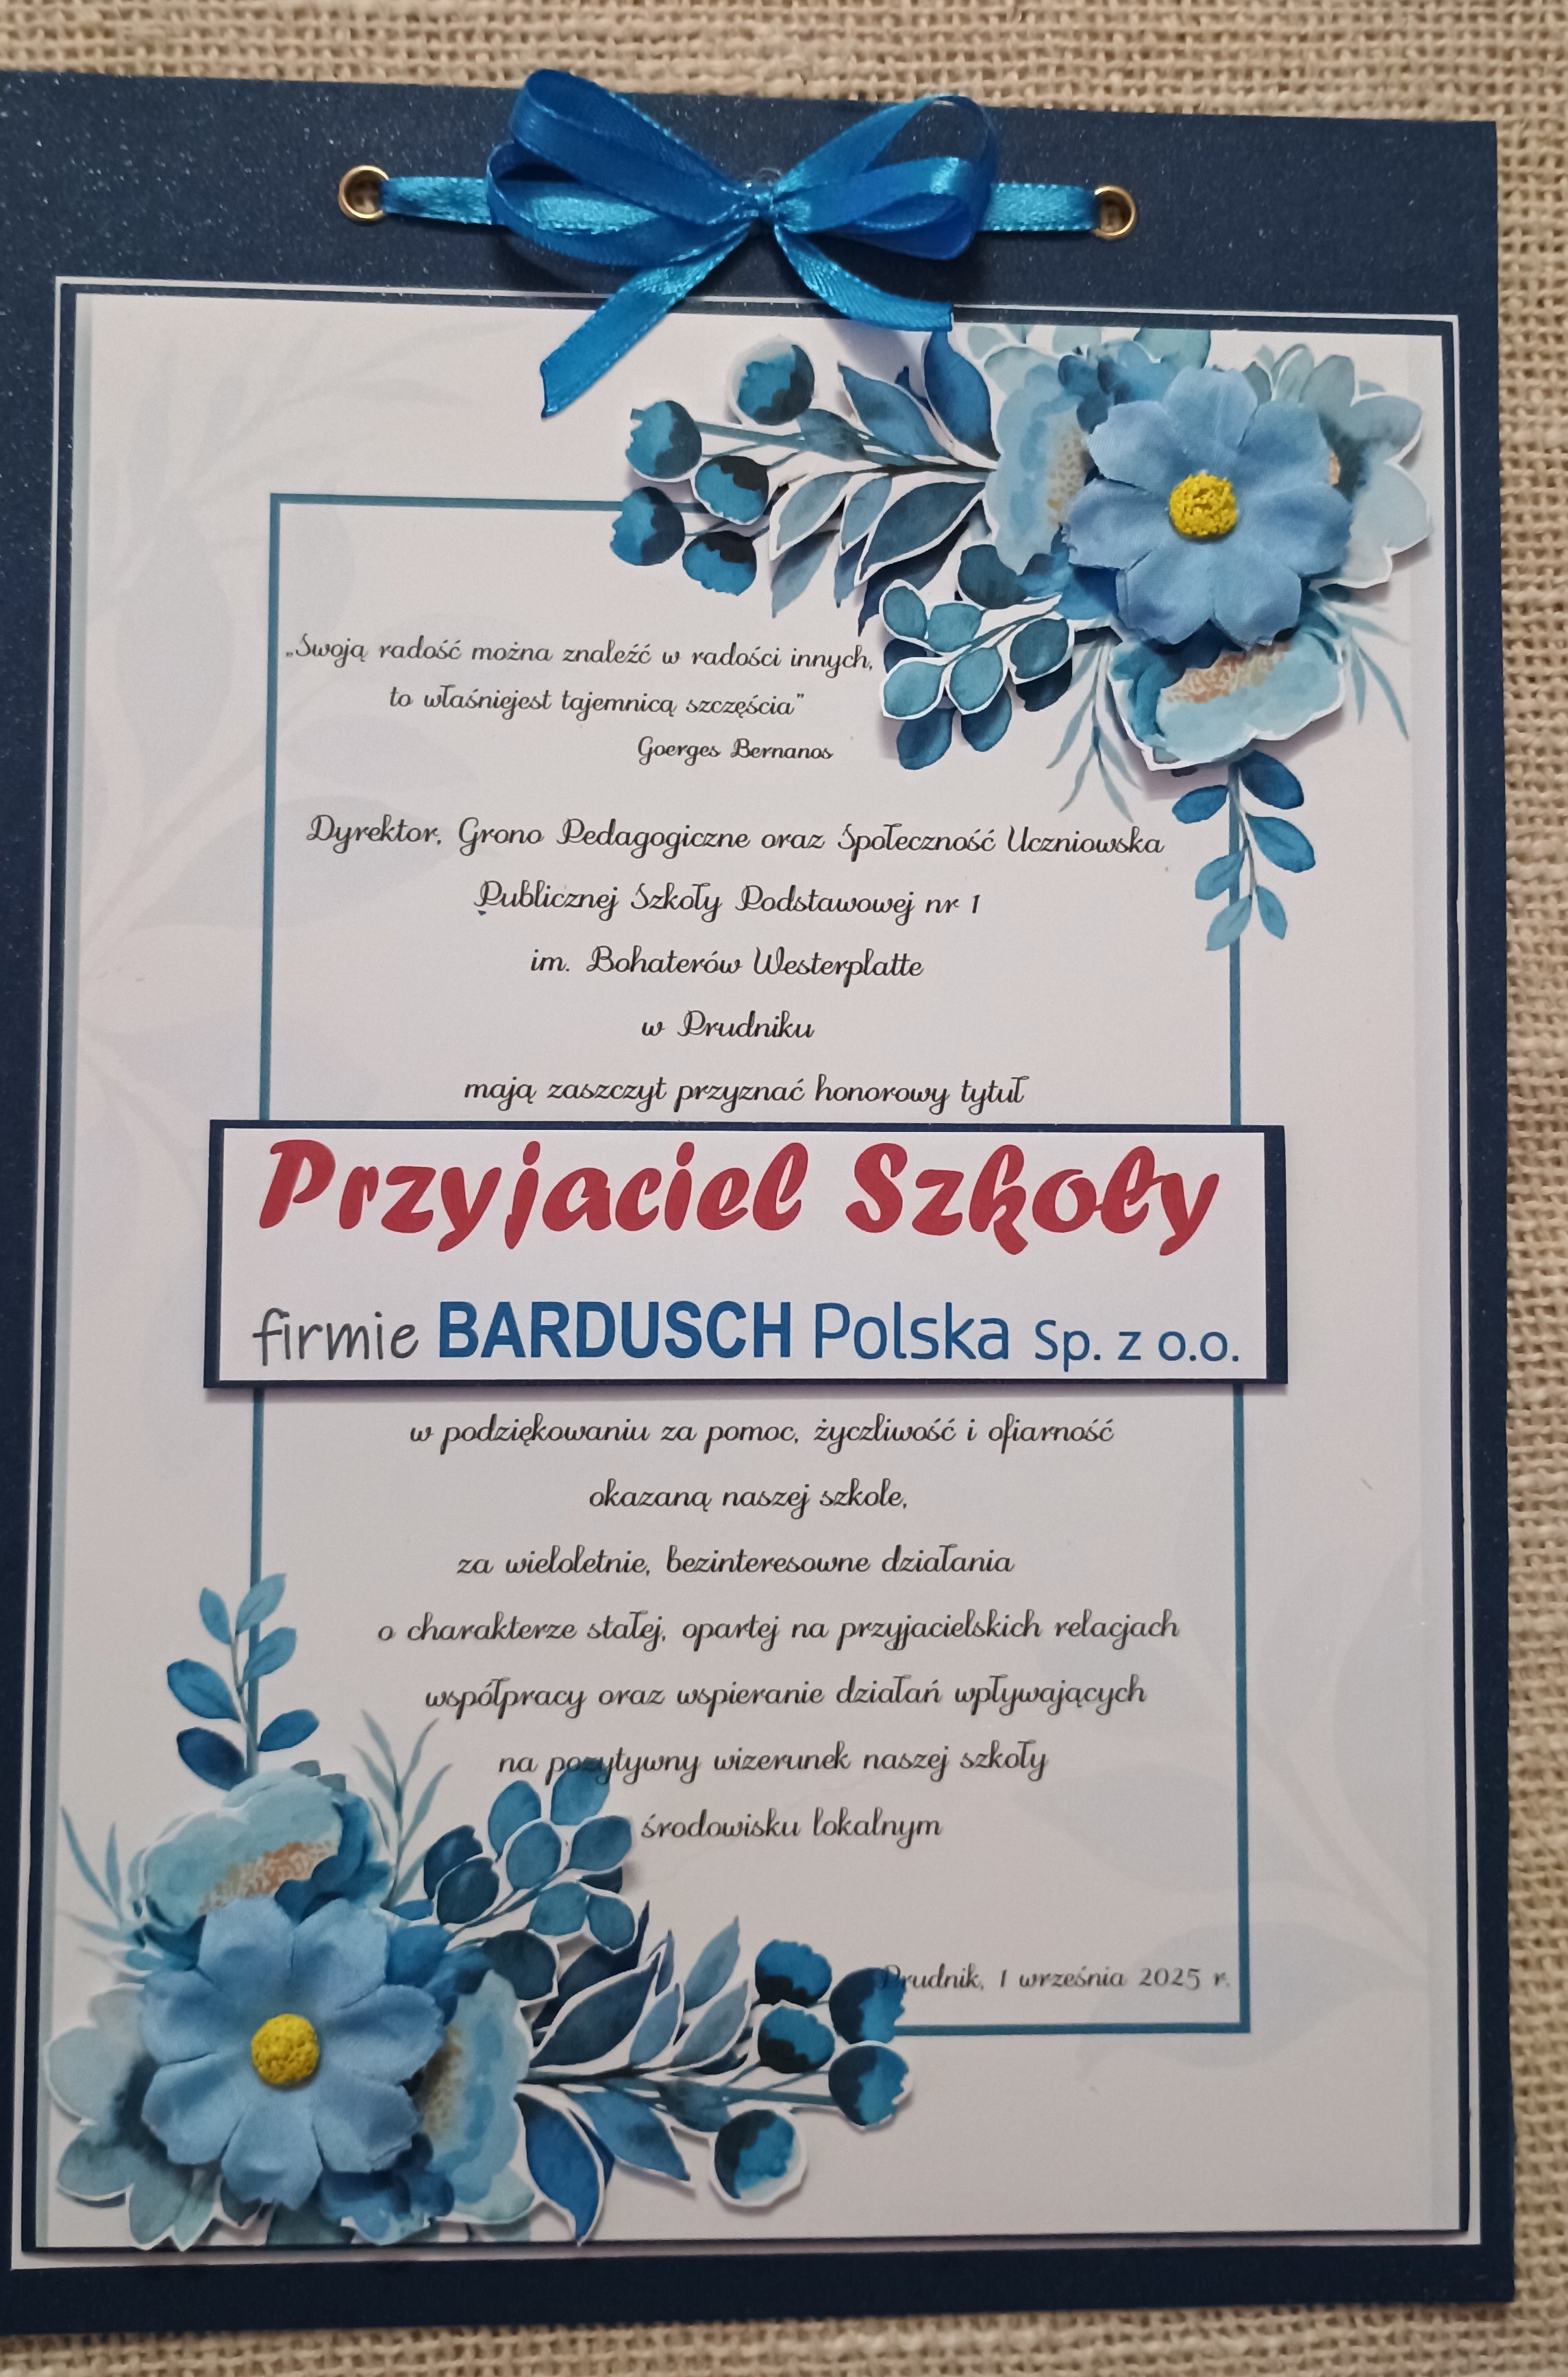 „Swoją radość można znaleźć w radości innych,
to właśniejest tajemnicą szczęścia”
Goerges Bernanos
Dyrektor, Grono Pedagogiczne oraz Społeczność Uczniowska
Publicznej Szkoły Podstawowej nr 1
im. Bohaterów Westerplatte
w Prudniku
mają zaszczyt przyznać honorowy tytuł
Przyjaciel Szkoły
firmie BARDUSCH Polska Sp. z o.o.
w podziękowaniu za pomoc, życzliwość i ofiarność
okazaną naszej szkole,
za wieloletnie, bezinteresowne działania
o charakterze stałej, opartej na przyjacielskich relacjach
współpracy oraz wspieranie działań wpływających
na pozytywny wizerunek naszej szkoły
środowisku lokalnym
Prudnik, 1 września 2025 r.